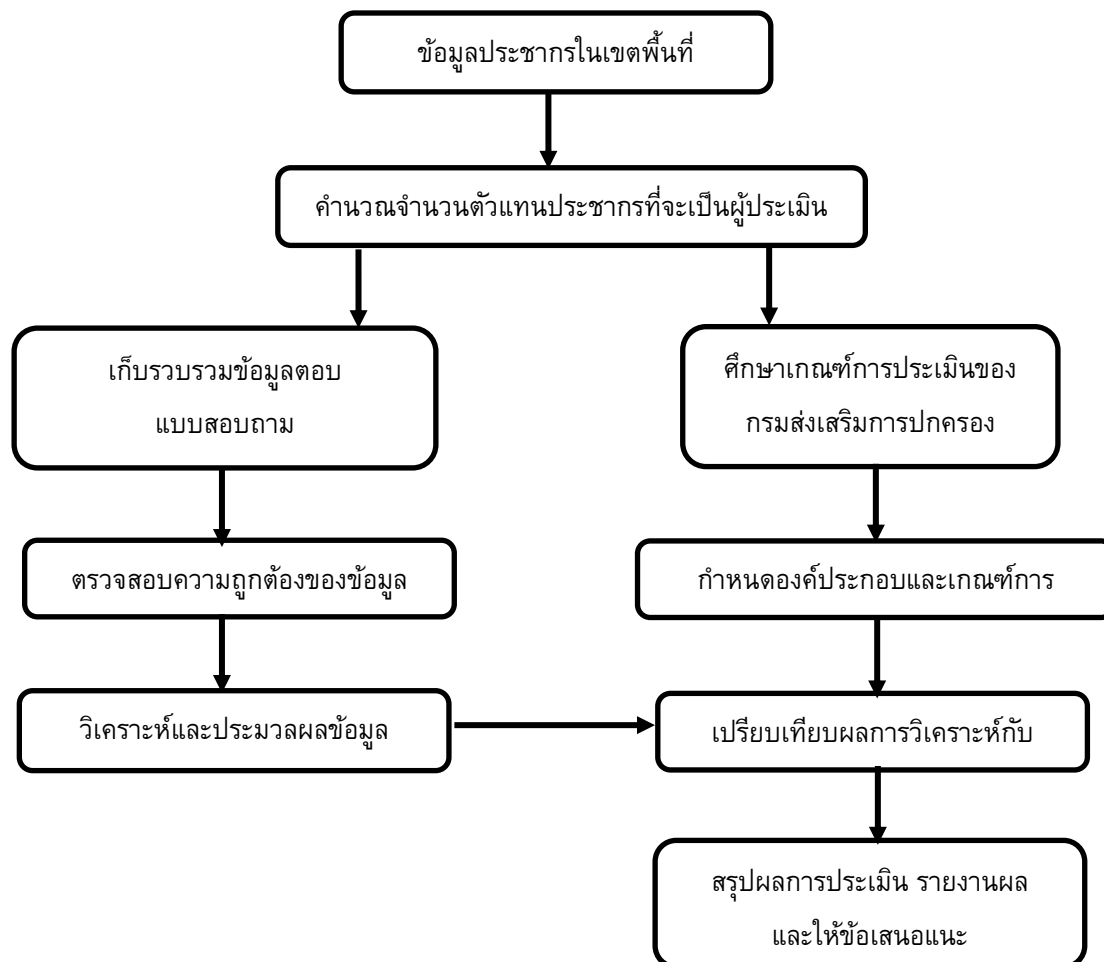 ข้อมูลประชากรในเขตพื้นที่
คำนวณจำนวนตัวแทนประชากรที่จะเป็นผู้ประเมิน
เก็บรวบรวมข้อมูลตอบ
แบบสอบถาม
ศึกษาเกณฑ์การประเมินของ
กรมส่งเสริมการปกครอง
ตรวจสอบความถูกต้องของข้อมูล
กำหนดองค์ประกอบและเกณฑ์การ
วิเคราะห์และประมวลผลข้อมูล
เปรียบเทียบผลการวิเคราะห์กับ
สรุปผลการประเมิน รายงานผล
และให้ข้อเสนอแนะ